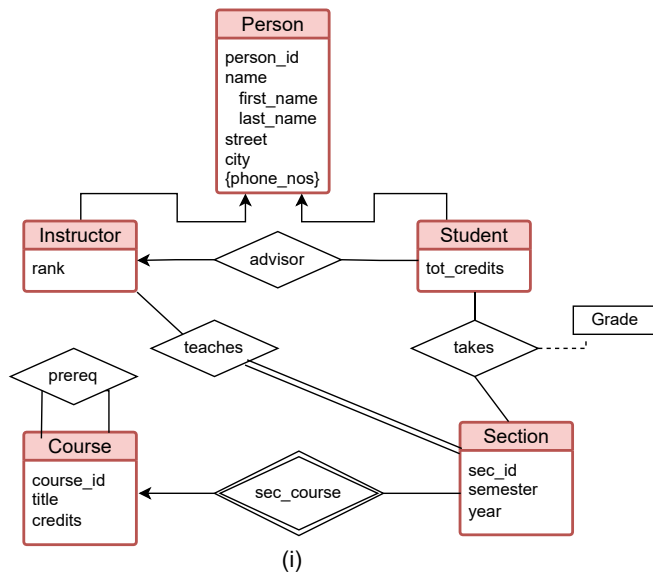 Person
person_id
name
first_name
last_name
street
city
{phone_nos}
Instructor
rank
advisor
Student
tot_credits
teaches
takes
Grade
prereq
Course
course_id
title
credits
sec_course
Section
sec_id
semester
year
(i)